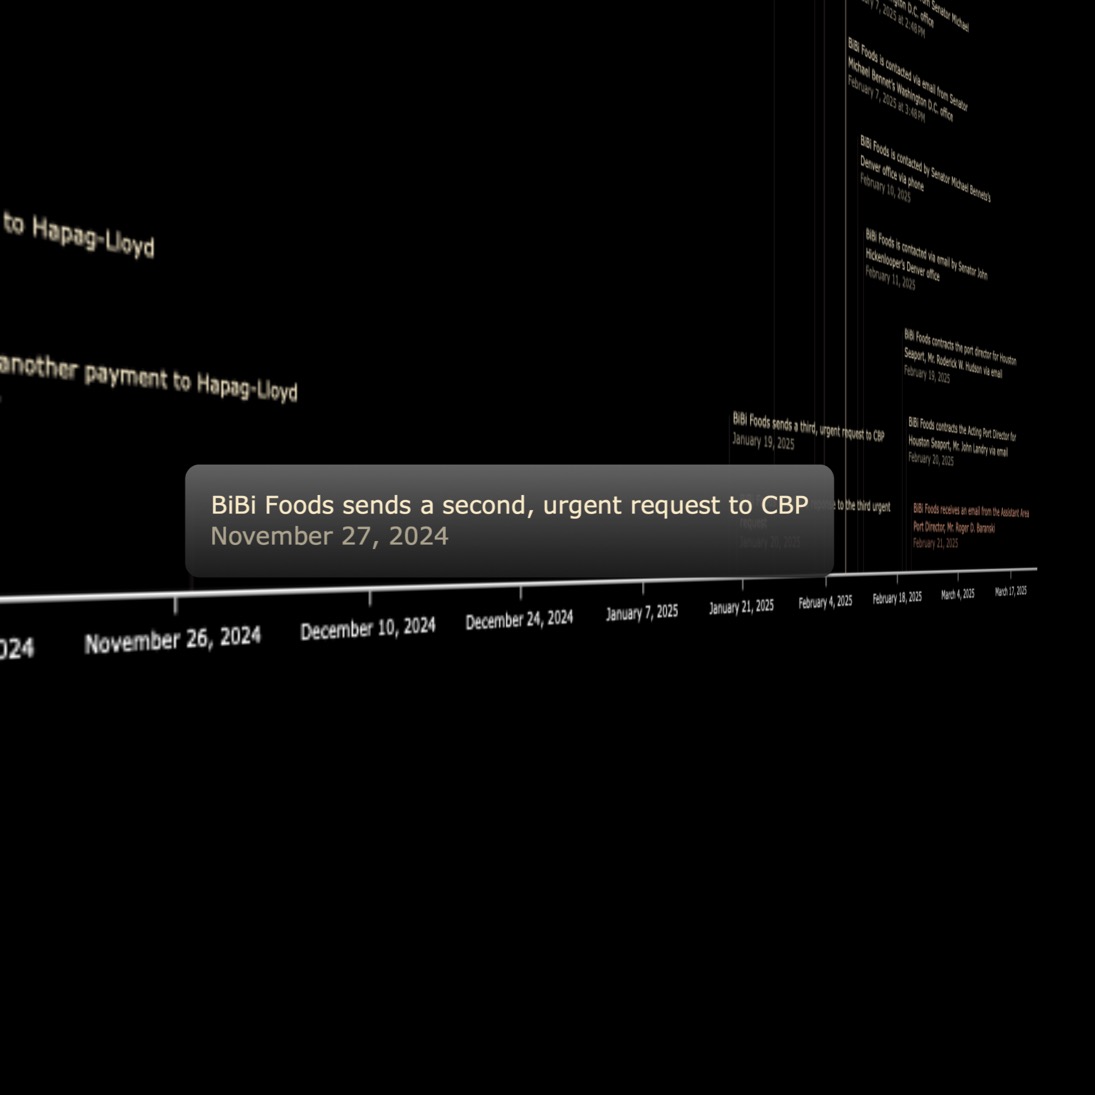 rom Senator Michael
ngton D.C. office
ry 7, 2025 at 2:48 PM
BiBi Foods is contacted via email from Senator
Michael Bennet's Washington D.C. office
February 7, 2025 at 3:48 PM
BiBi Foods is contacted by Senator Michael Bennets's
Denver office via phone
February 10, 2025
to Hapag-Lloyd
BiBi Foods is contacted via email by Senator John
Hickenlooper's Denver office
February 11, 2025
another payment to Hapag-Lloyd
BiBi Foods contracts the port director for Houston
Seaport, Mr. Roderick W. Hudson via email
February 19, 2025
BiBi Foods sends a third, urgent request to CBP
January 19, 2025
BiBi Foods contracts the Acting Port Director for
Houston Seaport, Mr. John Landry via email
February 20, 2025
BiBi Foods sends a second, urgent request to CBP
November 27, 2024
to the third urgent
request
January 20, 2025
BiBi Foods receives an email from the Assistant Area
Port Director, Mr. Roger D. Baranski
February 21, 2025
024
November 26, 2024
December 10, 2024
December 24, 2024
January 7, 2025
January 21, 2025
February 4, 2025
February 18, 2025
March 4, 2025
March 17, 2025